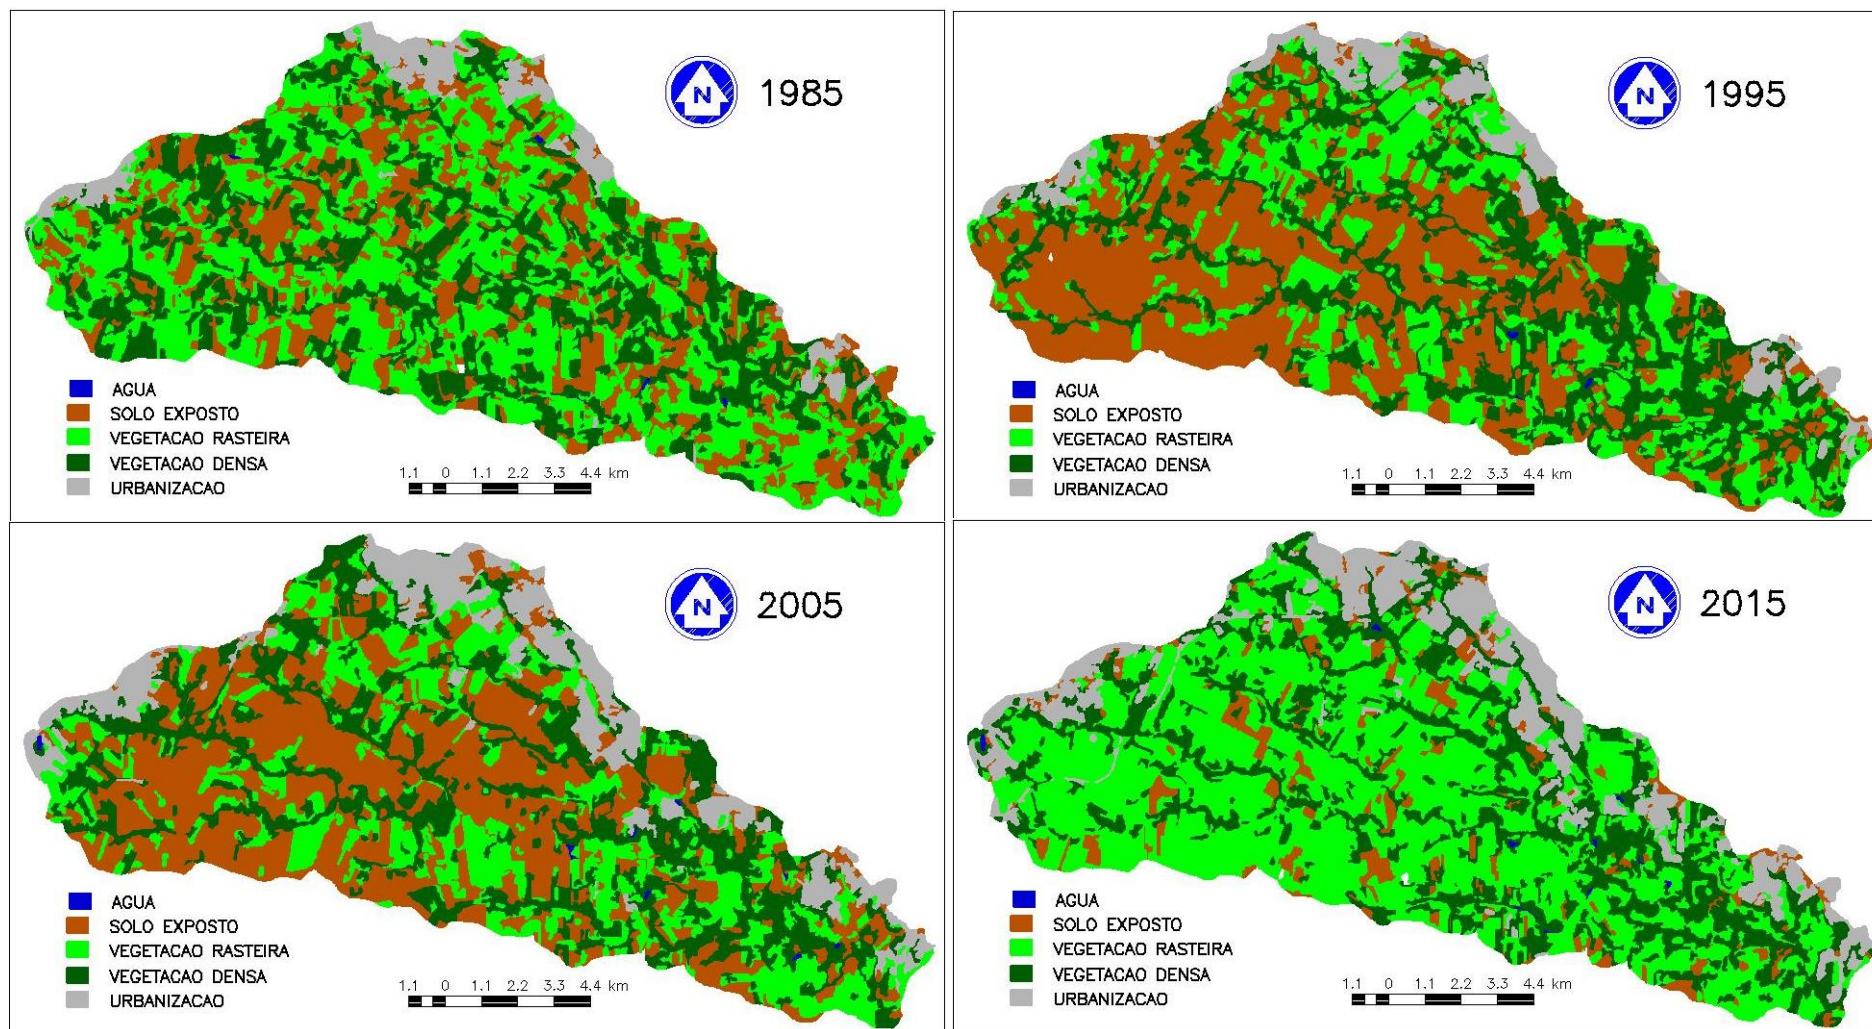 N 1985
AGUA
SOLO EXPOSTO
VEGETACAO RASTEIRA
VEGETACAO DENSA
URBANIZACAO
1.1 0 1.1 2.2 3.3 4.4 km
N 1995
AGUA
SOLO EXPOSTO
VEGETACAO RASTEIRA
VEGETACAO DENSA
URBANIZACAO
1.1 0 1.1 2.2 3.3 4.4 km
N 2005
AGUA
SOLO EXPOSTO
VEGETACAO RASTEIRA
VEGETACAO DENSA
URBANIZACAO
1.1 0 1.1 2.2 3.3 4.4 km
N 2015
AGUA
SOLO EXPOSTO
VEGETACAO RASTEIRA
VEGETACAO DENSA
URBANIZACAO
1.1 0 1.1 2.2 3.3 4.4 km